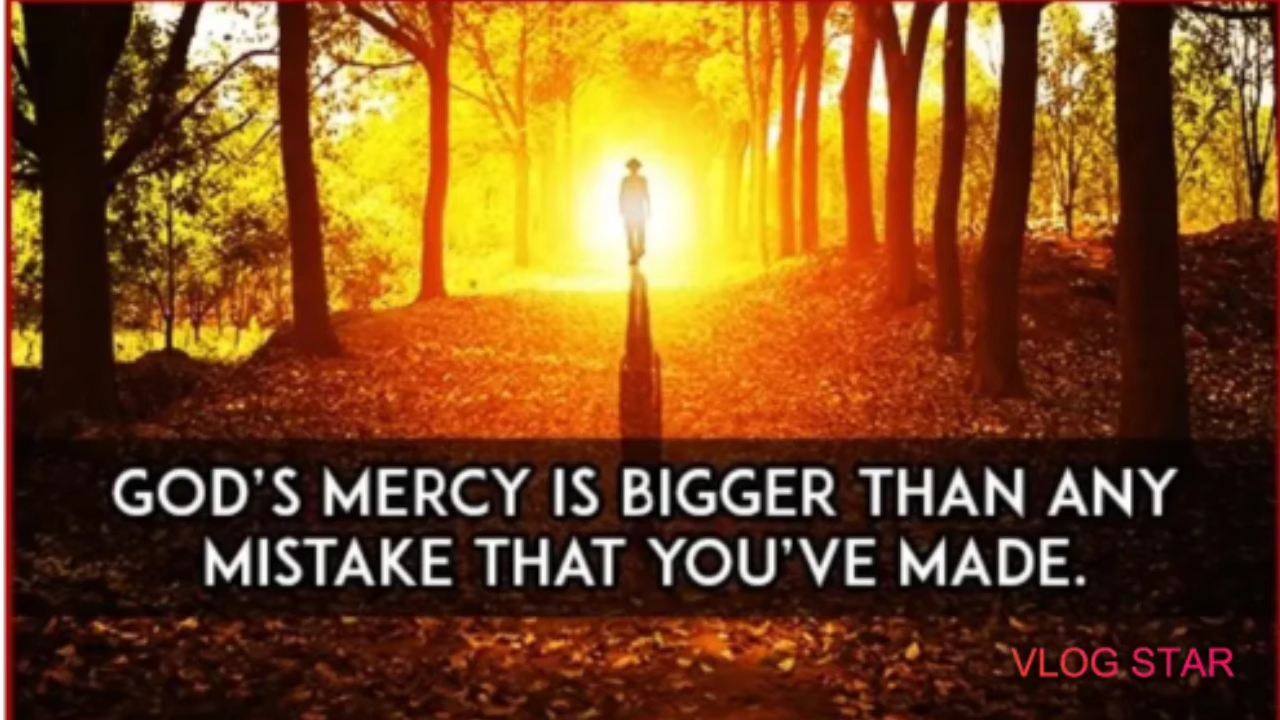 GOD'S MERCY IS BIGGER THAN ANY
MISTAKE THAT YOU'VE MADE.
VLOG STAR